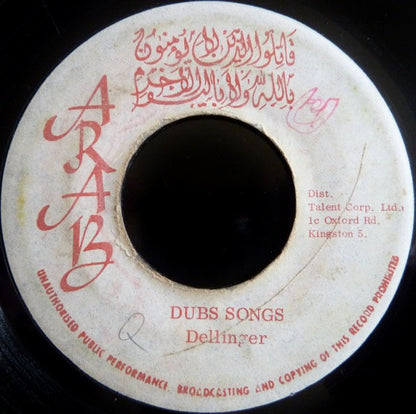 قاتلوا الذين لا يومنون
بالله ولا باليوم الآخر
ARAB
Dist.
Talent Corp. Ltd.
1c Oxford Rd.
Kingston 5.
DUBS SONGS
Dellinger
Q
UNAUTHORISED PUBLIC PERFORMANCE, BROADCASTING AND COPYING OF THIS RECORD PROHIBITED